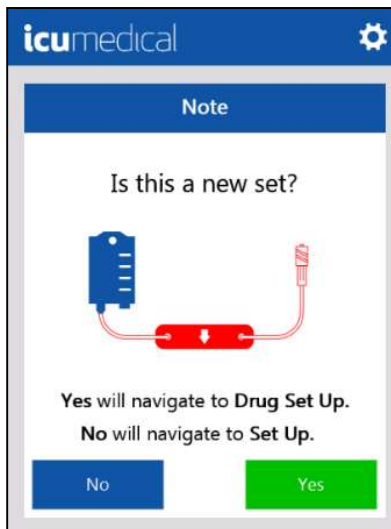 icumedical
Note
Is this a new set?
Yes will navigate to Drug Set Up.
No will navigate to Set Up.
No
Yes